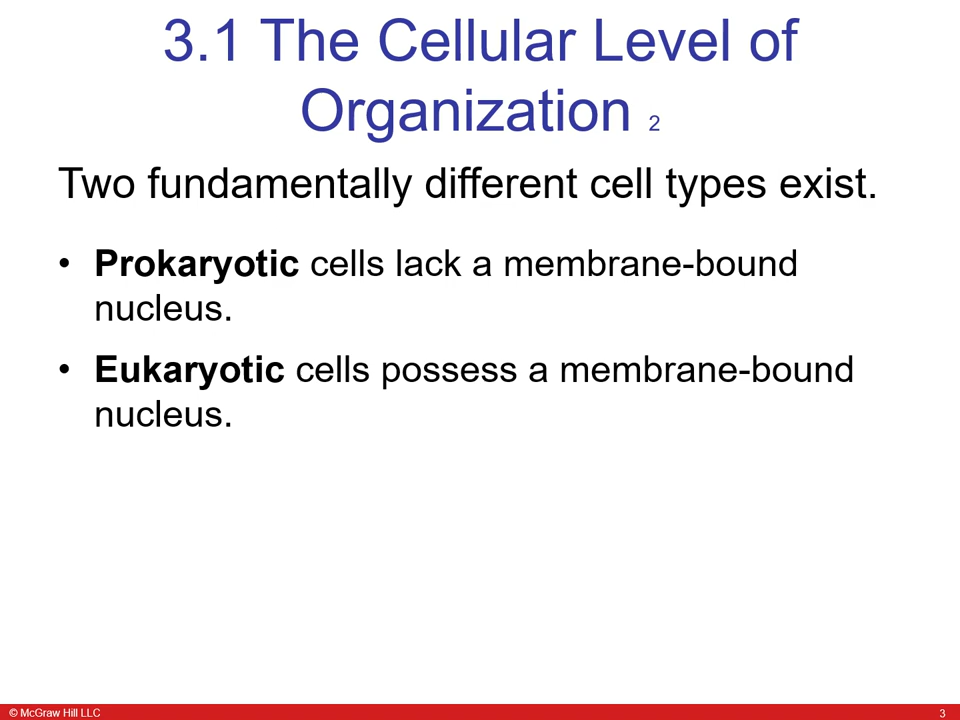 3.1 The Cellular Level of
Organization 2
Two fundamentally different cell types exist.
• Prokaryotic cells lack a membrane-bound
nucleus.
• Eukaryotic cells possess a membrane-bound
nucleus.
© McGraw Hill LLC
3